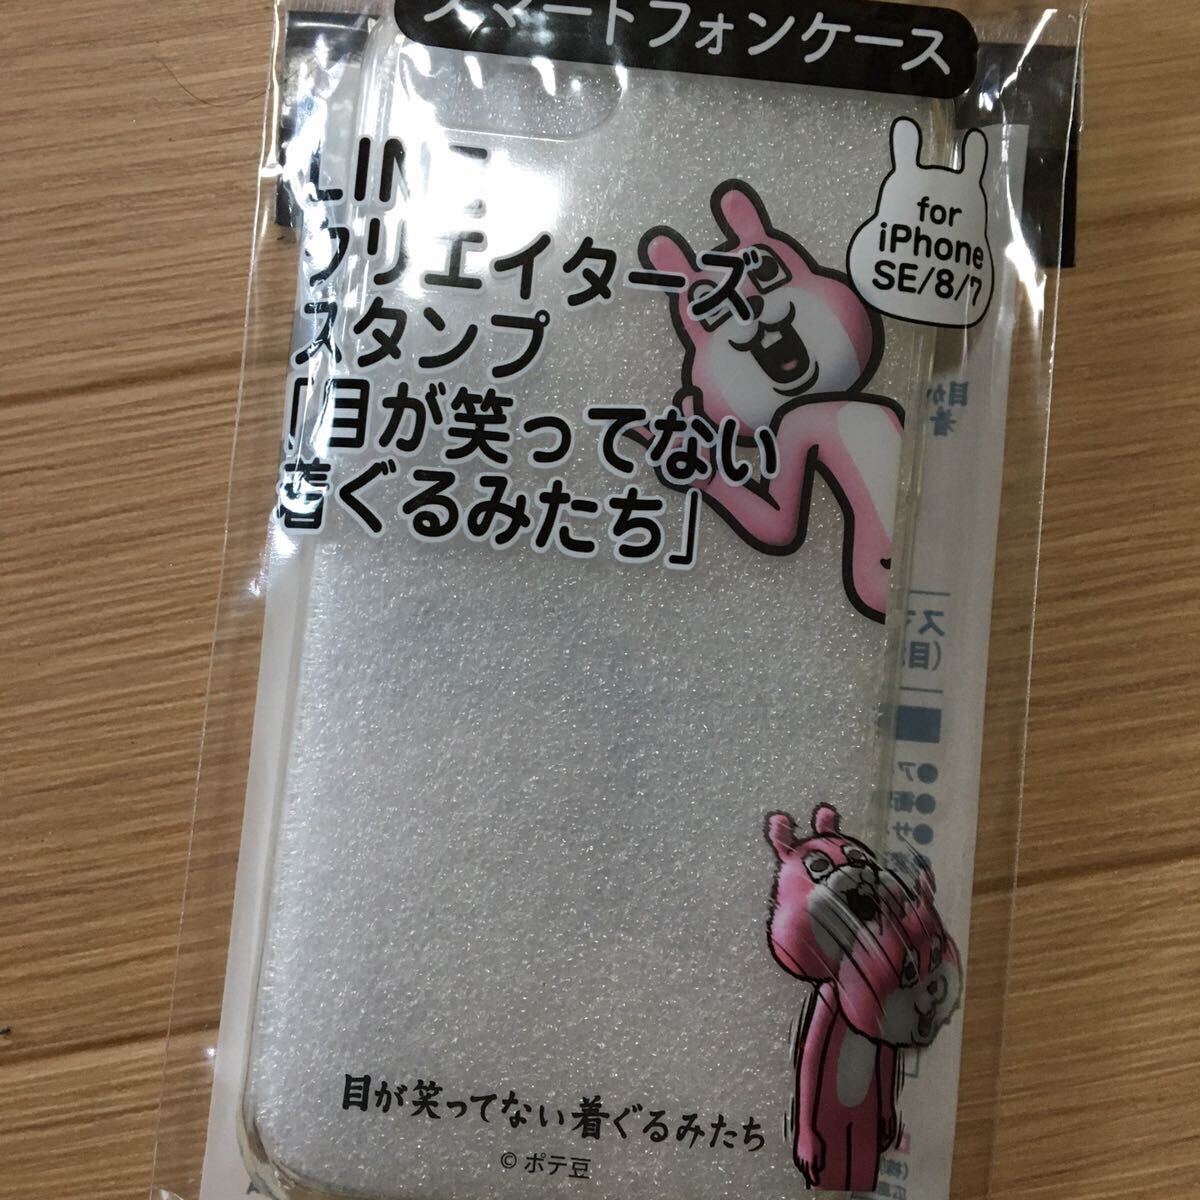 スマートフォンケース
for
iPhone
SE/8/7
LINE
クリエイターズ
スタンプ
「目が笑ってない
着ぐるみたち」
目が笑ってない着ぐるみたち
©ポテ豆